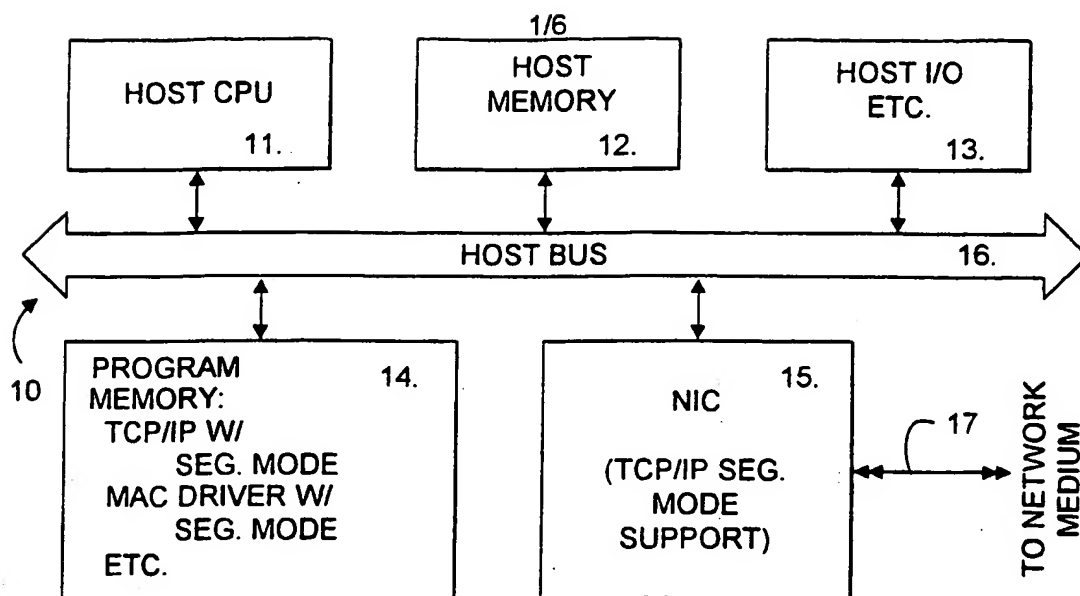 1/6
HOST CPU
11.
HOST
MEMORY
12.
HOST I/O
ETC.
13.
HOST BUS
16.
10
PROGRAM
MEMORY:
TCP/IP W/
SEG. MODE
MAC DRIVER W/
SEG. MODE
ETC.
14.
15.
NIC
(TCP/IP SEG.
MODE
SUPPORT)
17
TO NETWORK
MEDIUM